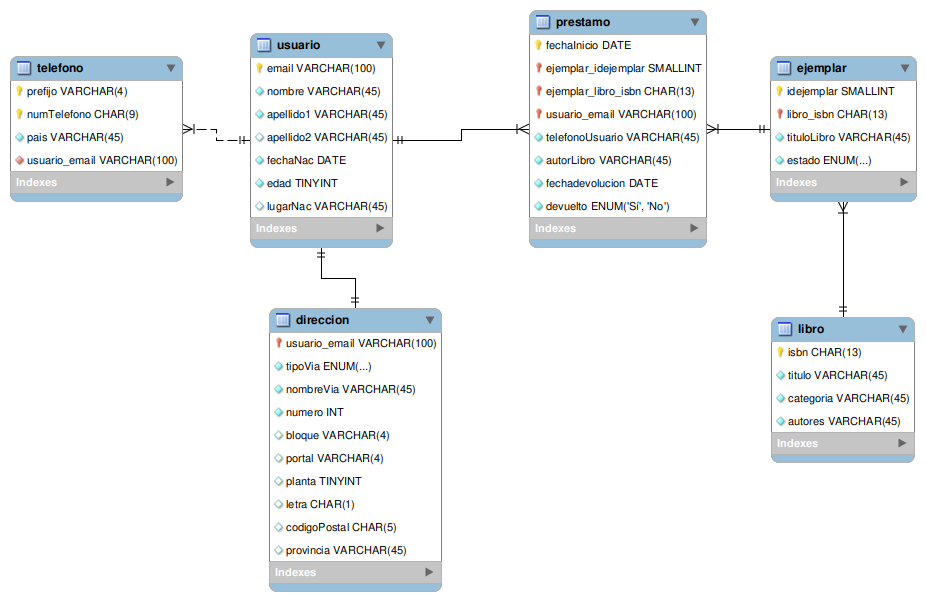 telefono
prefijo VARCHAR(4)
numTelefono CHAR(9)
pais VARCHAR(45)
usuario_email VARCHAR(100)
Indexes
usuario
email VARCHAR(100)
nombre VARCHAR(45)
apellido1 VARCHAR(45)
apellido2 VARCHAR(45)
fechaNac DATE
edad TINYINT
lugarNac VARCHAR(45)
Indexes
prestamo
fechaInicio DATE
ejemplar_idejemplar SMALLINT
ejemplar_libro_isbn CHAR(13)
usuario_email VARCHAR(100)
telefonoUsuario VARCHAR(45)
autorLibro VARCHAR(45)
fechadevolucion DATE
devuelto ENUM('Sí', 'No')
Indexes
ejemplar
idejemplar SMALLINT
libro_isbn CHAR(13)
tituloLibro VARCHAR(45)
estado ENUM(...)
Indexes
direccion
usuario_email VARCHAR(100)
tipoVia ENUM(...)
nombreVia VARCHAR(45)
numero INT
bloque VARCHAR(4)
portal VARCHAR(4)
planta TINYINT
letra CHAR(1)
codigoPostal CHAR(5)
provincia VARCHAR(45)
Indexes
libro
isbn CHAR(13)
titulo VARCHAR(45)
categoria VARCHAR(45)
autores VARCHAR(45)
Indexes